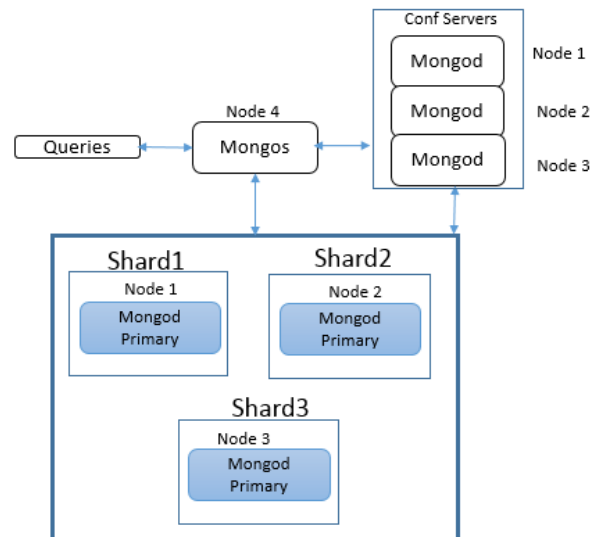 Conf Servers
Mongod
Node 1
Mongod
Node 2
Mongod
Node 3
Node 4
Queries
Mongos
Shard1
Node 1
Mongod
Primary
Shard2
Node 2
Mongod
Primary
Shard3
Node 3
Mongod
Primary